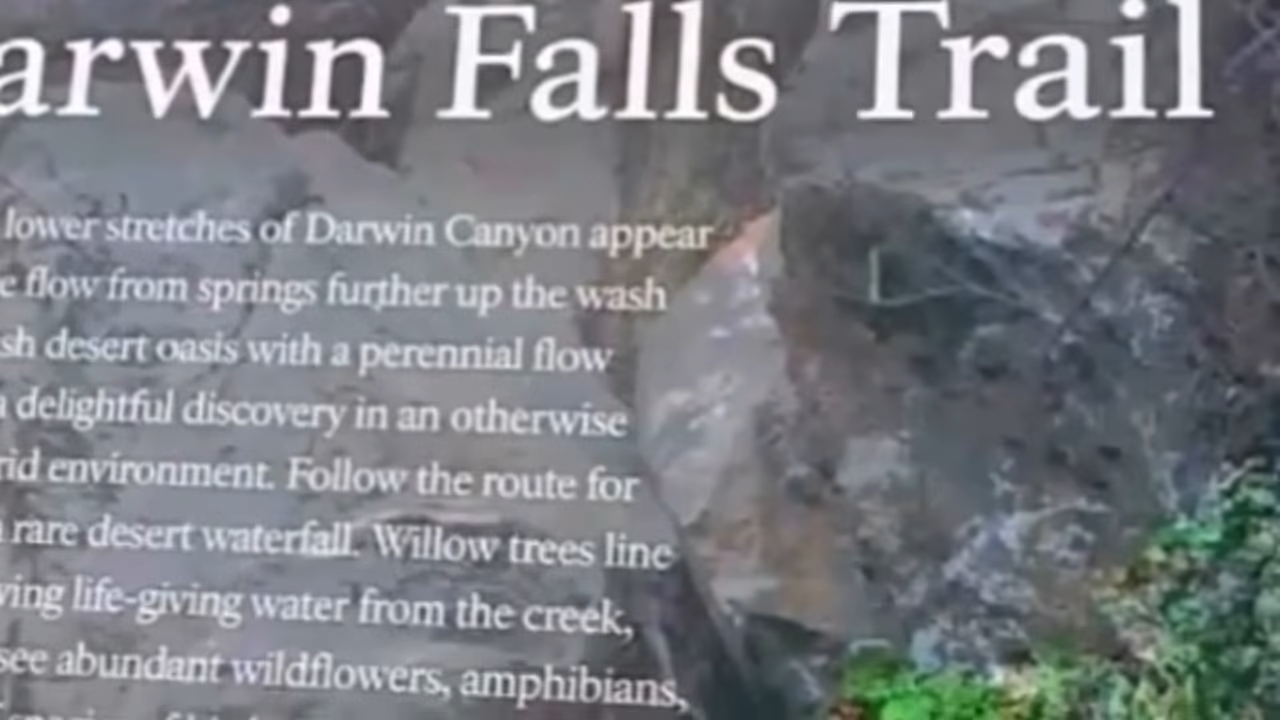 arwin Falls Trail
lower stretches of Darwin Canyon appear
e flow from springs further up the wash
sh desert oasis with a perennial flow
a delightful discovery in an otherwise
rid environment. Follow the route for
rare desert waterfall. Willow trees line
ving life-giving water from the creek,
see abundant wildflowers, amphibians,